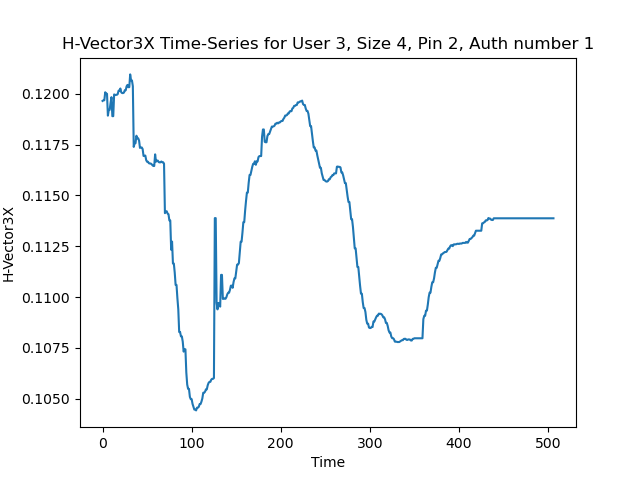 H-Vector3X Time-Series for User 3, Size 4, Pin 2, Auth number 1
0.1200
0.1175
0.1150
0.1125
0.1100
0.1075
0.1050
H-Vector3X
0 100 200 300 400 500
Time